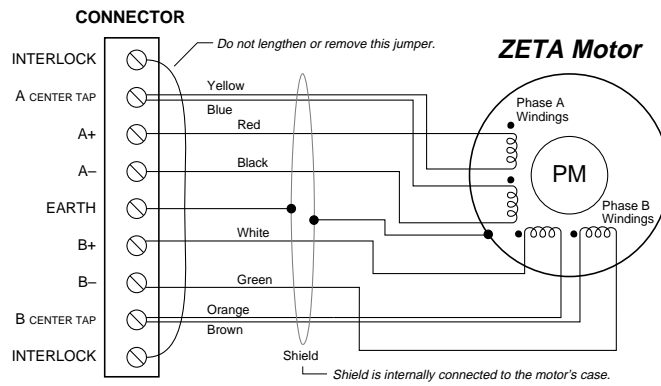 CONNECTOR
Do not lengthen or remove this jumper.
ZETA Motor
INTERLOCK
A CENTER TAP
A+
A–
EARTH
B+
B–
B CENTER TAP
INTERLOCK
Yellow
Blue
Red
Black
White
Green
Orange
Brown
Phase A
Windings
PM
Phase B
Windings
Shield
Shield is internally connected to the motor's case.